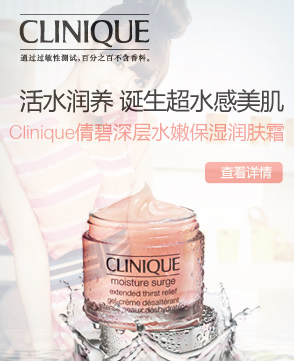 CLINIQUE
通过过敏性测试,百分之百不含香料。
活水润养 诞生超水感美肌
Clinique倩碧深层水嫩保湿润肤霜
查看详情
CLINIQUE
moisture surge
extended thirst relief
gel-crème désaltérant
peaux déshydratées